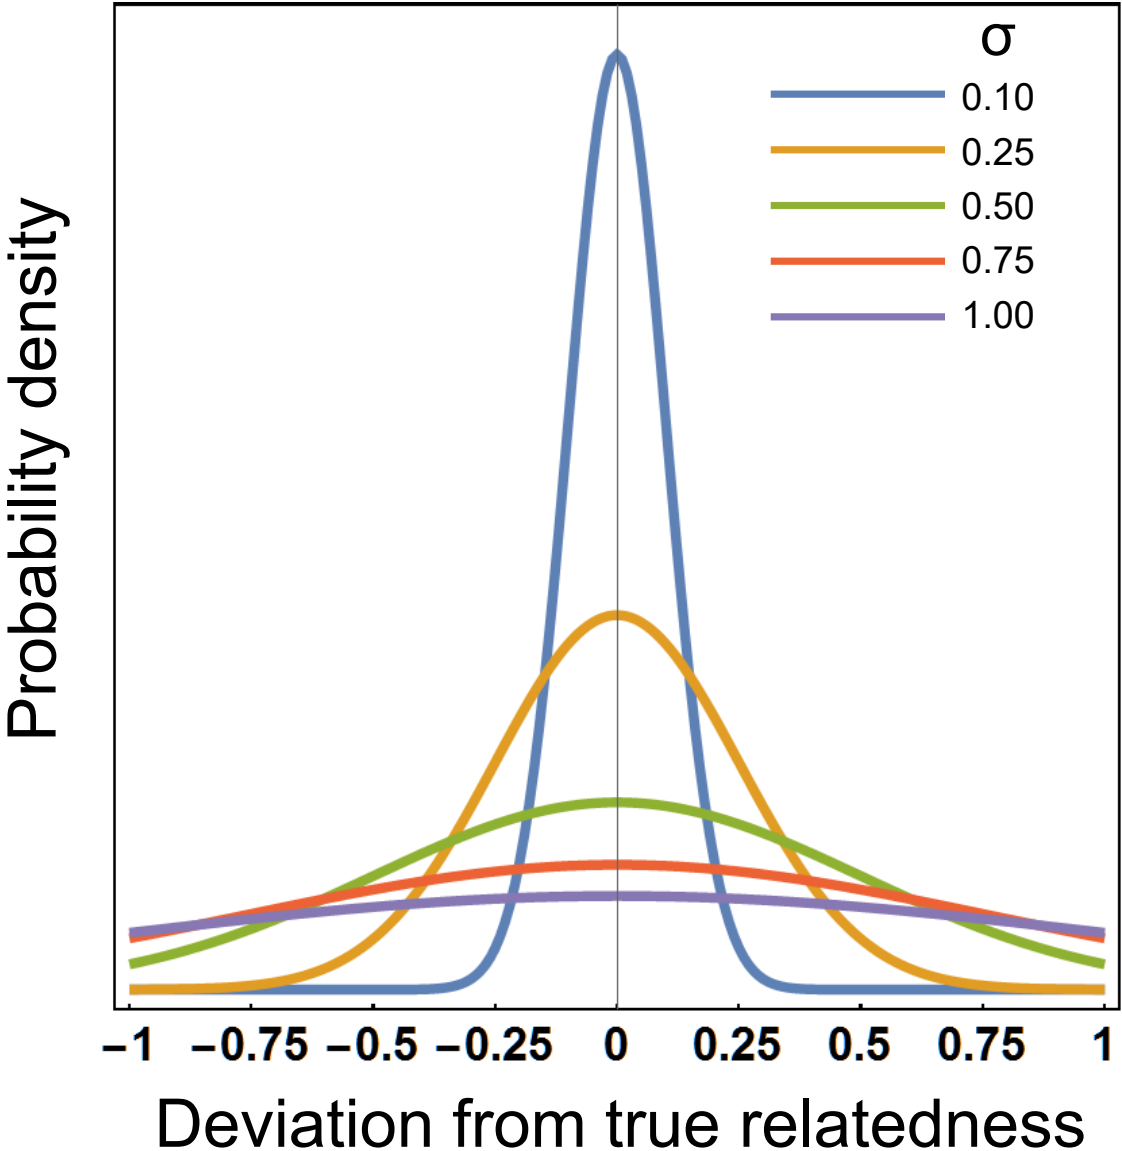 σ
0.10
0.25
0.50
0.75
1.00
Probability density
−1 −0.75 −0.5 −0.25 0 0.25 0.5 0.75 1
Deviation from true relatedness